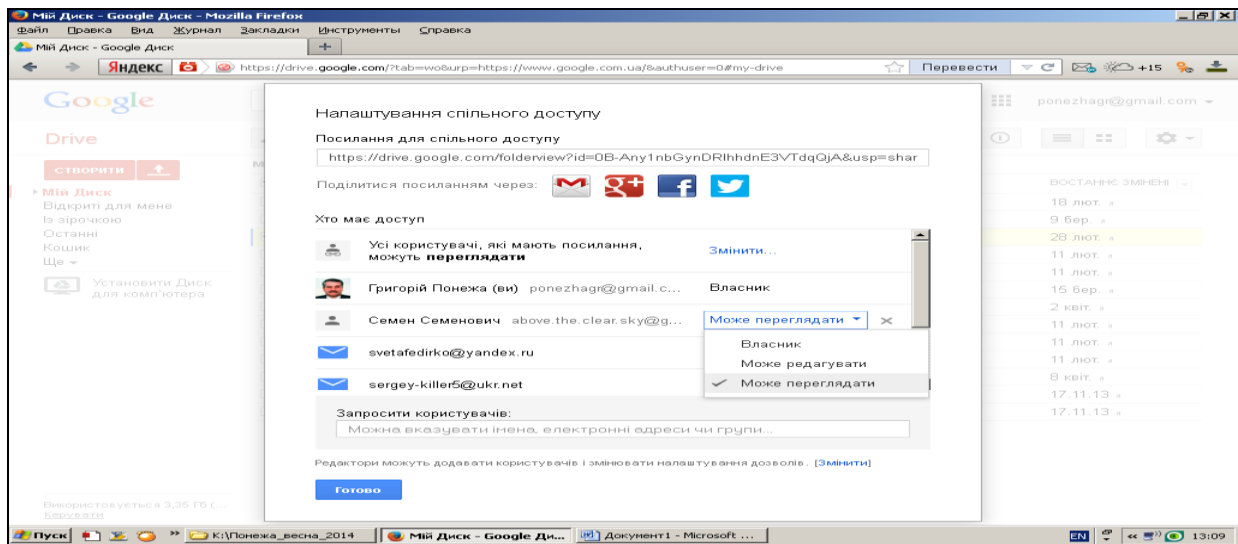 Мій Диск - Google Диск - Mozilla Firefox
Файл Правка Вид Журнал Закладки Инструменты Справка
Мій Диск - Google Диск
Яндекс https://drive.google.com/?tab=wo&urp=https://www.google.com.ua/&authuser=0#my-drive Перевести +15
Google ponezhagr@gmail.com
Drive
СТВОРИТИ
Мій Диск
Відкриті для мене
Із зірочкою
Останні
Кошик
Ще
Установити Диск
для комп'ютера
Використовується 3,35 Гб (...
Керувати
Налаштування спільного доступу
Посилання для спільного доступу
https://drive.google.com/folderview?id=0B-Any1nbGynDRlhhdnE3VTdqQjA&usp=shar
Поділитися посиланням через:
Хто має доступ
Усі користувачі, які мають посилання,
можуть переглядати
Змінити...
Григорій Понежа (ви) ponezhagr@gmail.c... Власник
Семен Семенович above.the.clear.sky@g... Може переглядати
svetafedirko@yandex.ru
sergey-killer5@ukr.net
Власник
Може редагувати
Може переглядати
Запросити користувачів:
Можна вказувати імена, електронні адреси чи групи...
Редактори можуть додавати користувачів і змінювати налаштування дозволів. [Змінити]
Готово
ВОСТАННЄ ЗМІНЕНІ
18 лют.
9 бер.
28 лют.
11 лют.
11 лют.
15 бер.
2 квіт.
11 лют.
11 лют.
11 лют.
8 квіт.
17.11.13
17.11.13
Пуск K:\Понежа_весна_2014 Мій Диск - Google Ди... Документ1 - Microsoft ... EN 13:09